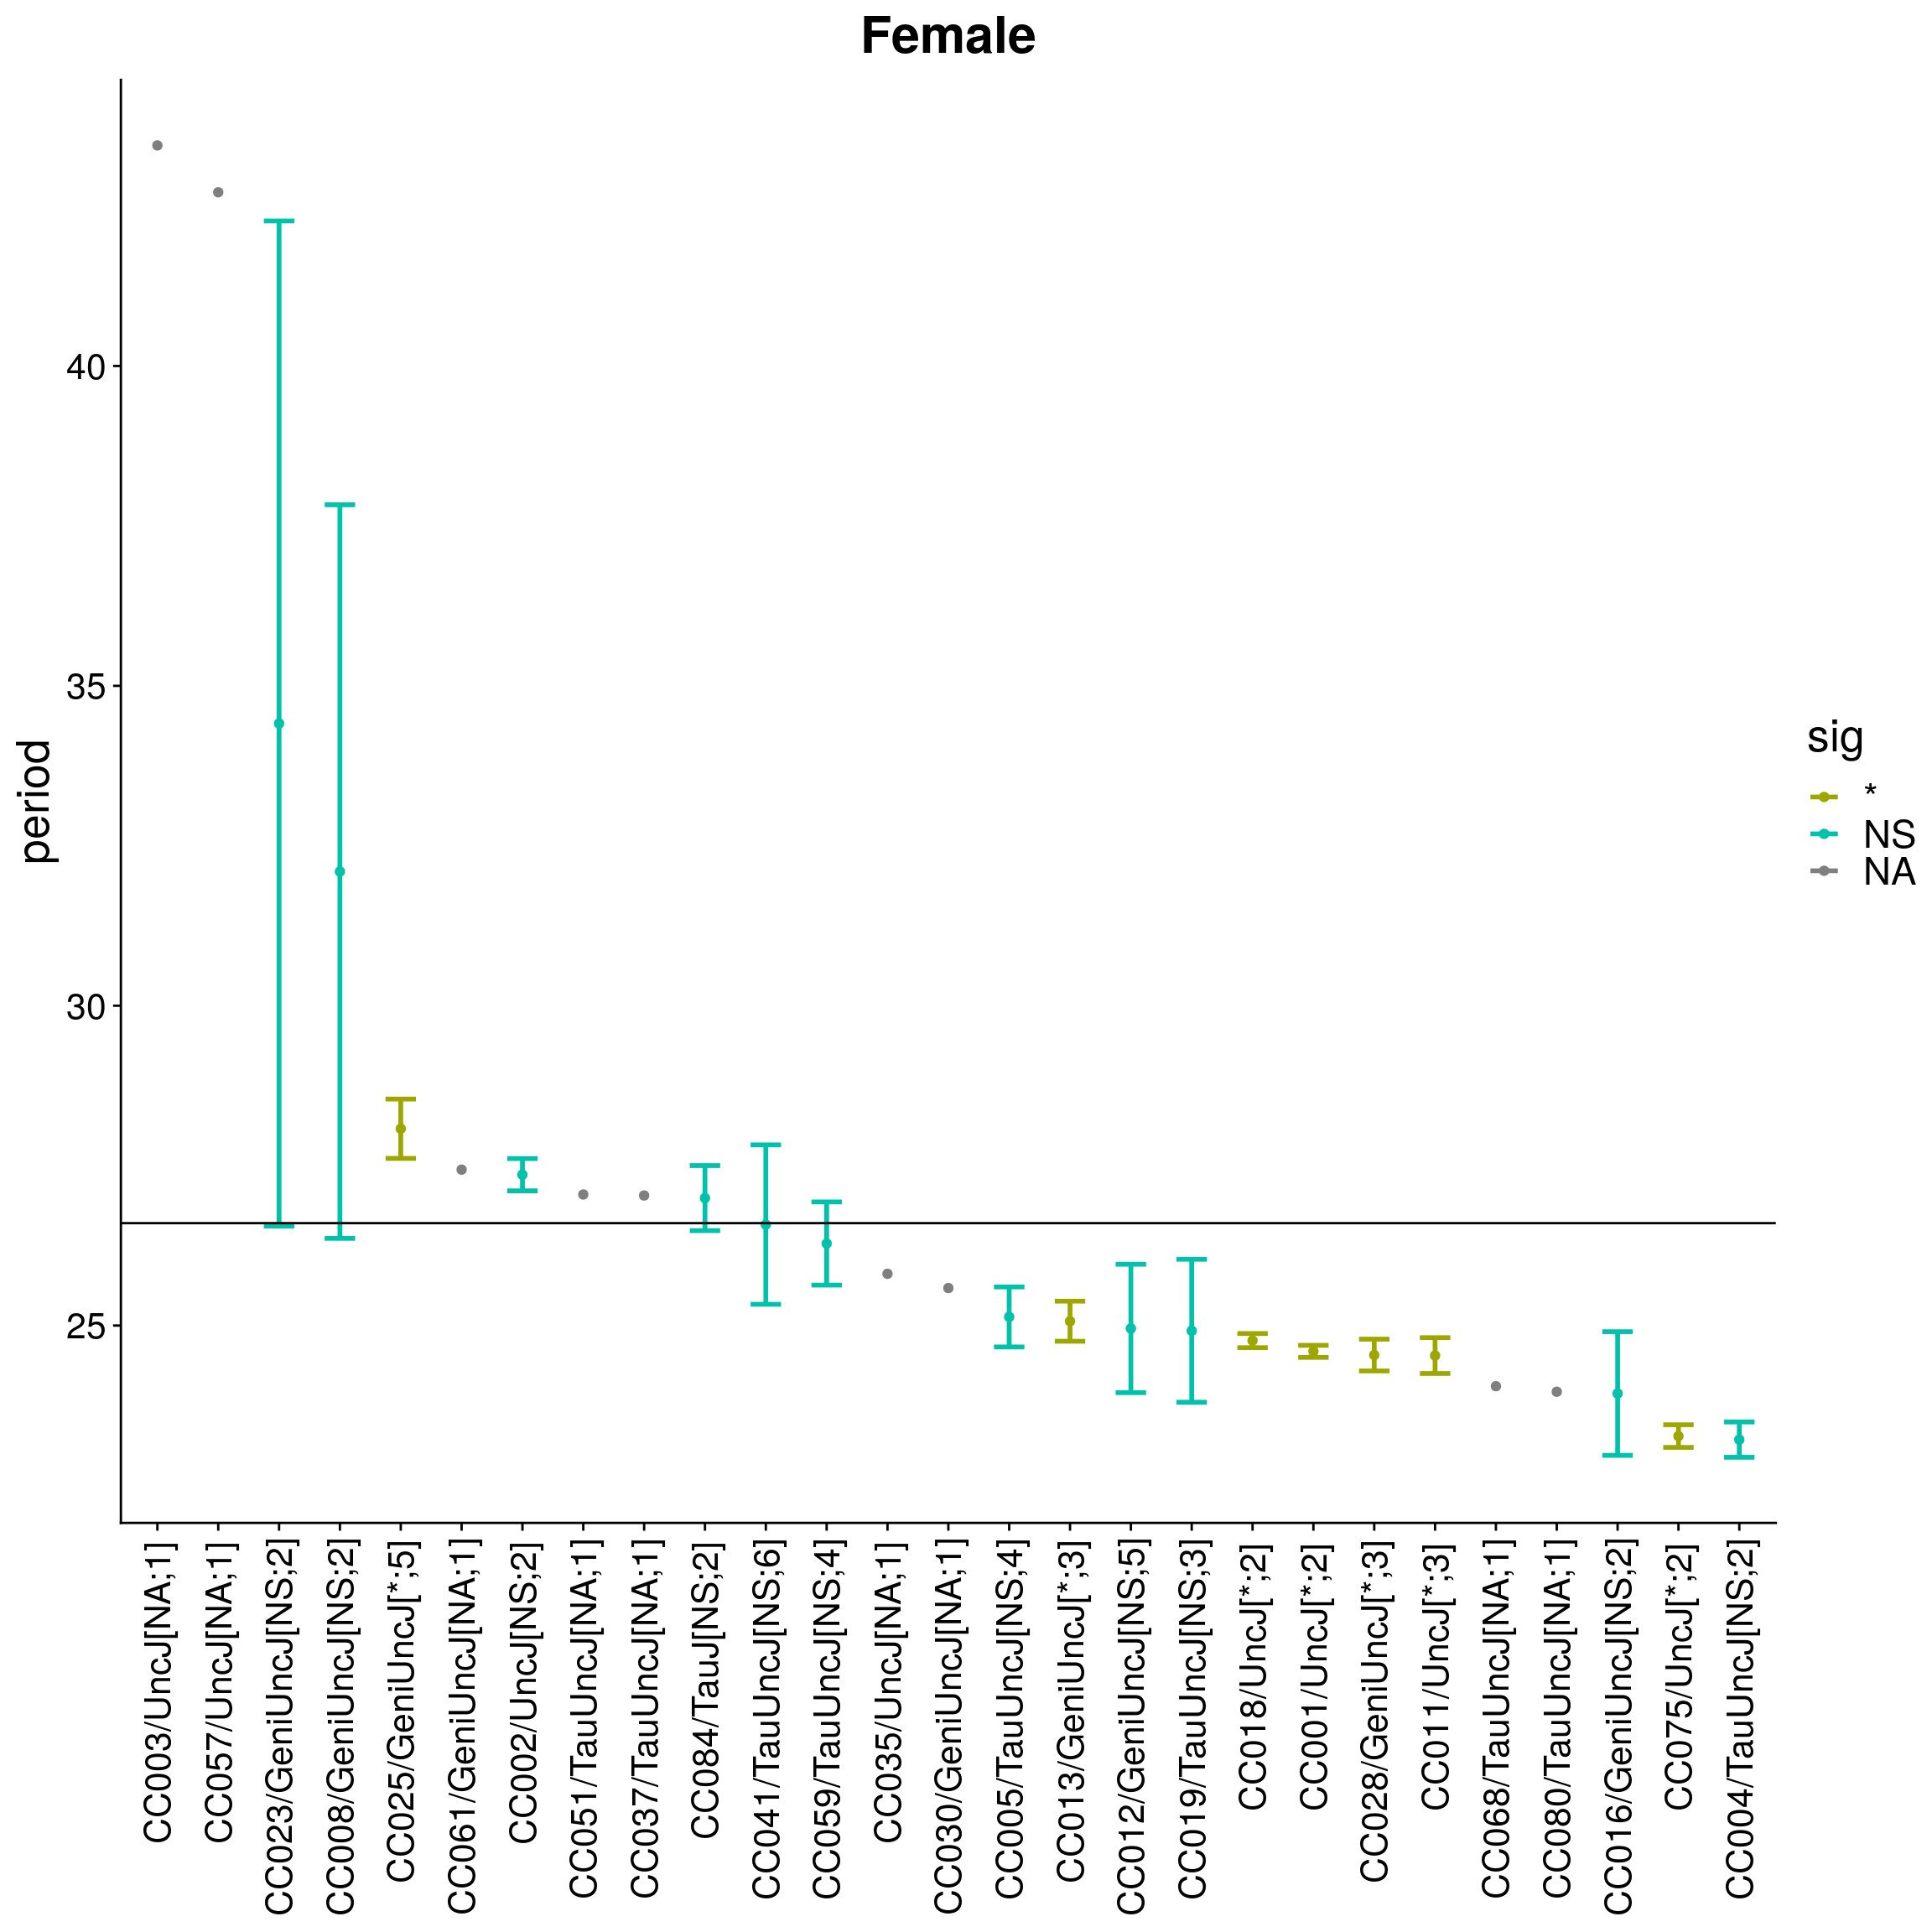 Female
period
40
35
30
25
CC003/UncJ[NA;1]
CC057/UncJ[NA;1]
CC023/GeniUncJ[NS;2]
CC008/GeniUncJ[NS;2]
CC025/GeniUncJ[*;5]
CC061/GeniUncJ[NA;1]
CC002/UncJ[NS;2]
CC051/TauUncJ[NA;1]
CC037/TauUncJ[NA;1]
CC084/TauJ[NS;2]
CC041/TauUncJ[NS;6]
CC059/TauUncJ[NS;4]
CC035/UncJ[NA;1]
CC030/GeniUncJ[NA;1]
CC005/TauUncJ[NS;4]
CC013/GeniUncJ[*;3]
CC012/GeniUncJ[NS;5]
CC019/TauUncJ[NS;3]
CC018/UncJ[*;2]
CC001/UncJ[*;2]
CC028/GeniUncJ[*;3]
CC011/UncJ[*;3]
CC068/TauUncJ[NA;1]
CC080/TauUncJ[NA;1]
CC016/GeniUncJ[NS;2]
CC075/UncJ[*;2]
CC004/TauUncJ[NS;2]
sig
*
NS
NA